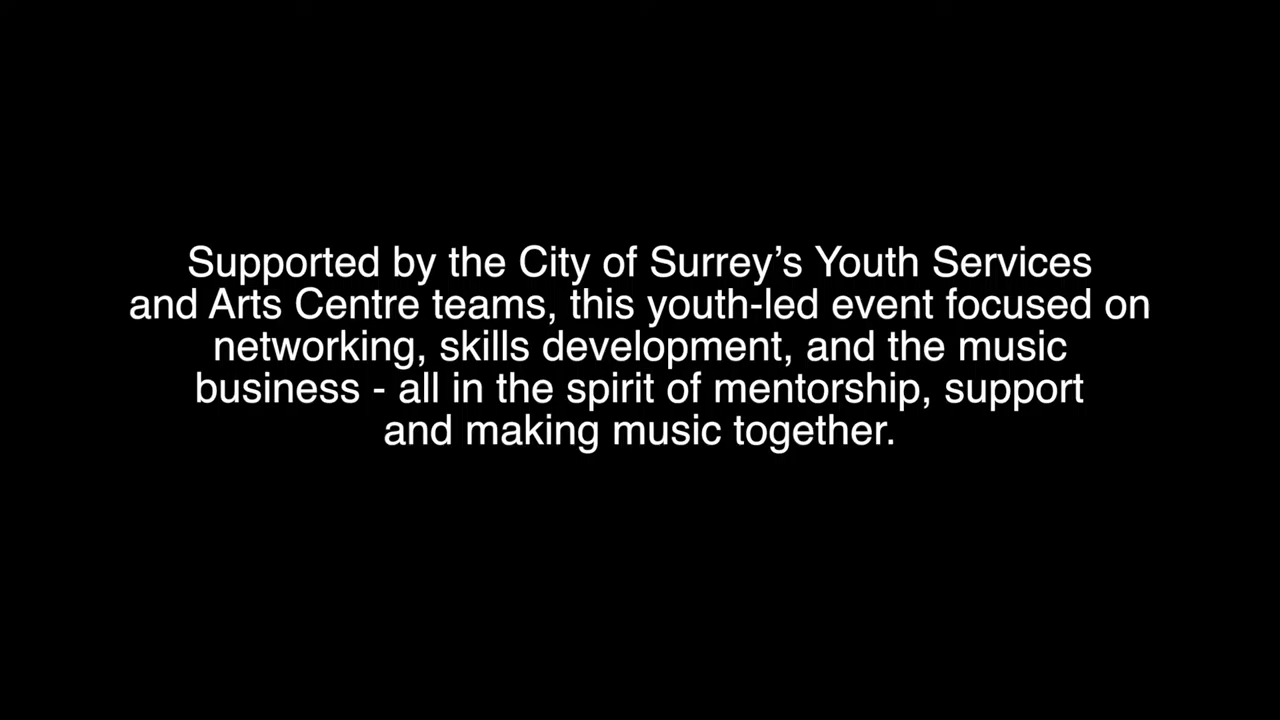 Supported by the City of Surrey’s Youth Services
and Arts Centre teams, this youth-led event focused on
networking, skills development, and the music
business - all in the spirit of mentorship, support
and making music together.